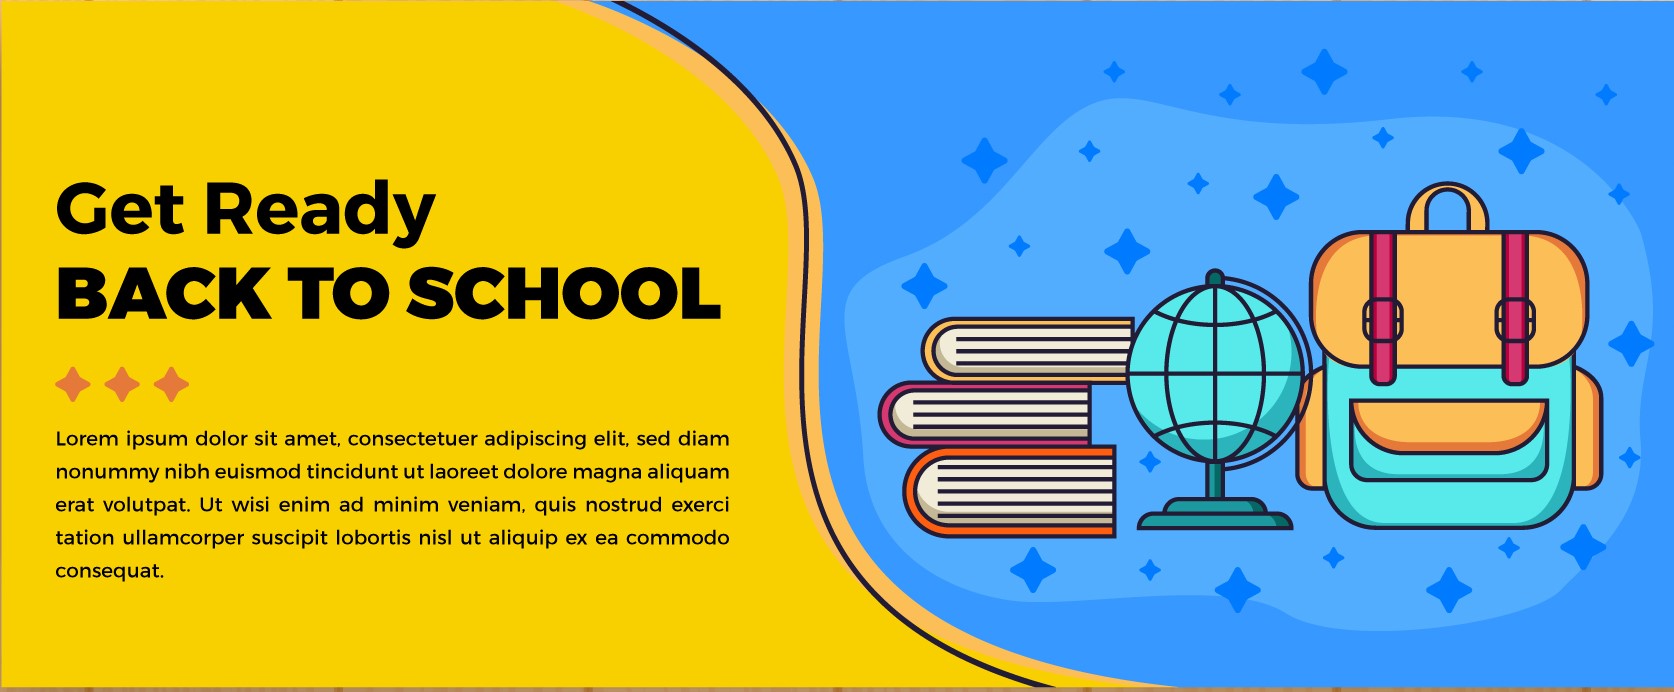 Get Ready
BACK TO SCHOOL
Lorem ipsum dolor sit amet, consectetuer adipiscing elit, sed diam
nonummy nibh euismod tincidunt ut laoreet dolore magna aliquam
erat volutpat. Ut wisi enim ad minim veniam, quis nostrud exerci
tation ullamcorper suscipit lobortis nisl ut aliquip ex ea commodo
consequat.